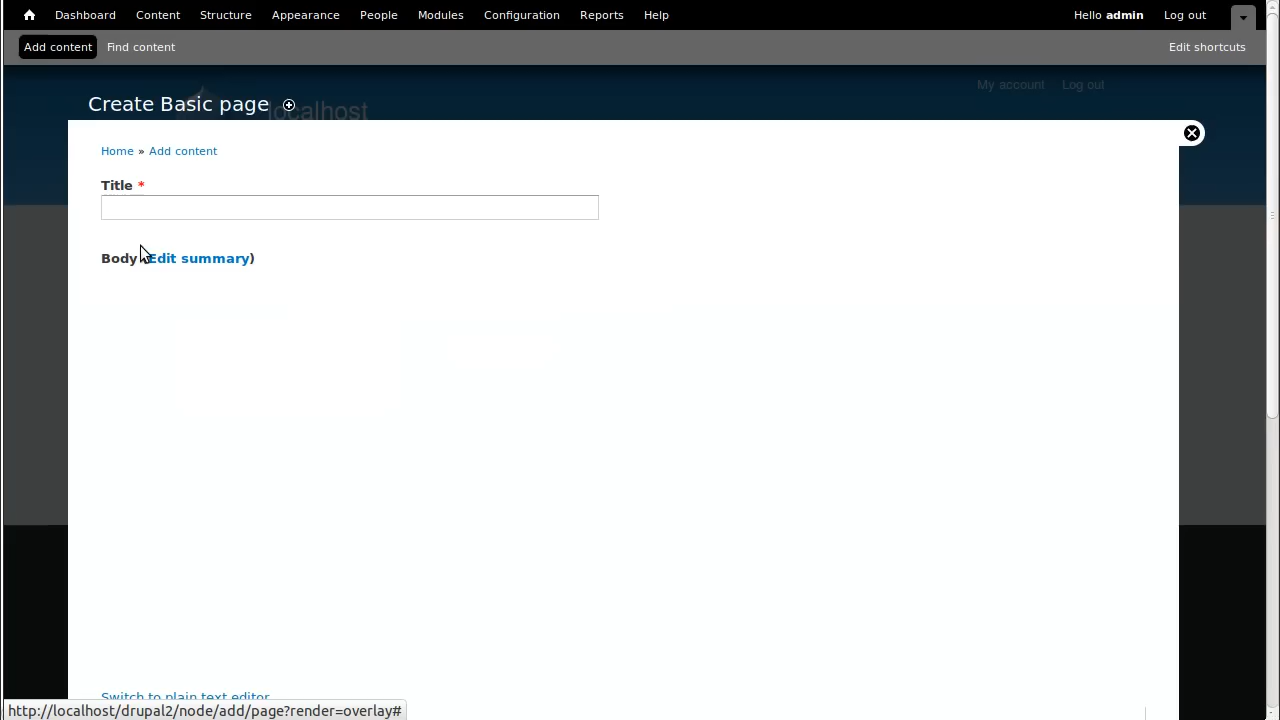 Dashboard Content Structure Appearance People Modules Configuration Reports Help Hello admin Log out
Add content Find content Edit shortcuts
My account Log out
Create Basic page
localhost
Home » Add content
Title *
Body Edit summary)
Switch to plain text editor
http://localhost/drupal2/node/add/page?render=overlay#